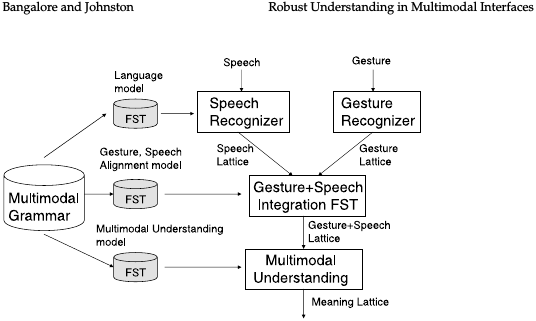 Bangalore and Johnston
Robust Understanding in Multimodal Interfaces
Speech
Gesture
Language
model
FST
Speech
Recognizer
Gesture
Recognizer
Gesture, Speech
Alignment model
Speech
Lattice
Gesture
Lattice
Multimodal
Grammar
FST
Gesture+Speech
Integration FST
Multimodal Understanding
model
Gesture+Speech
Lattice
FST
Multimodal
Understanding
Meaning Lattice